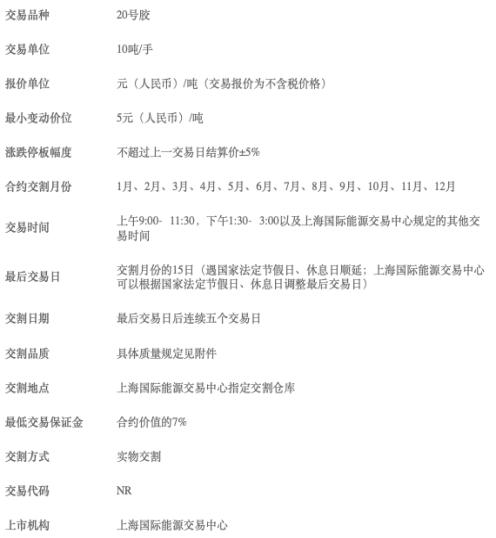 交易品种 20号胶
交易单位 10吨/手
报价单位 元（人民币）/吨（交易报价为不含税价格）
最小变动价位 5元（人民币）/吨
涨跌停板幅度 不超过上一交易日结算价±5%
合约交割月份 1月、2月、3月、4月、5月、6月、7月、8月、9月、10月、11月、12月
交易时间 上午9:00- 11:30，下午1:30- 3:00以及上海国际能源交易中心规定的其他交
易时间
最后交易日 交割月份的15日（遇国家法定节假日、休息日顺延；上海国际能源交易中心
可以根据国家法定节假日、休息日调整最后交易日）
交割日期 最后交易日后连续五个交易日
交割品质 具体质量规定见附件
交割地点 上海国际能源交易中心指定交割仓库
最低交易保证金 合约价值的7%
交割方式 实物交割
交易代码 NR
上市机构 上海国际能源交易中心